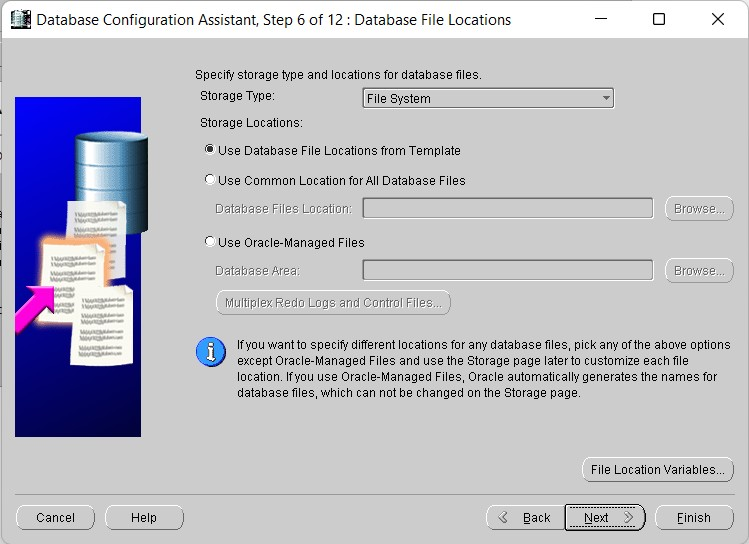 Database Configuration Assistant, Step 6 of 12 : Database File Locations
Specify storage type and locations for database files.
Storage Type: File System
Storage Locations:
Use Database File Locations from Template
Use Common Location for All Database Files
Database Files Location: Browse...
Use Oracle-Managed Files
Database Area: Browse...
Multiplex Redo Logs and Control Files...
If you want to specify different locations for any database files, pick any of the above options
except Oracle-Managed Files and use the Storage page later to customize each file
location. If you use Oracle-Managed Files, Oracle automatically generates the names for
database files, which can not be changed on the Storage page.
File Location Variables...
Cancel Help Back Next Finish